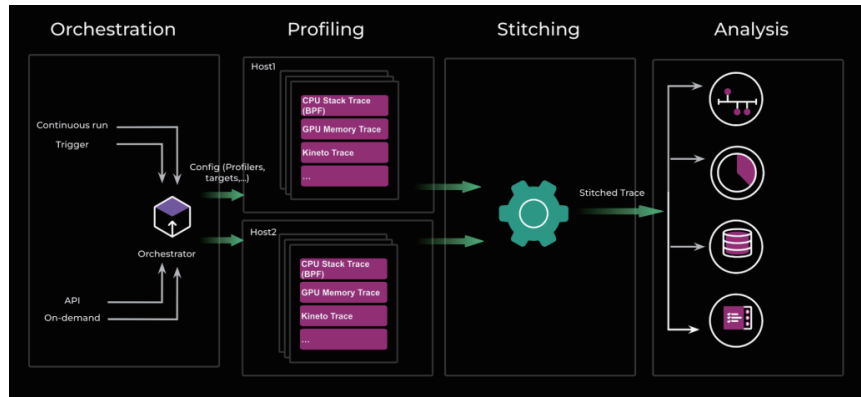 Orchestration
Profiling
Stitching
Analysis
Continuous run
Trigger
Orchestrator
API
On-demand
Config (Profilers,
targets,...)
Host1
CPU Stack Trace
(BPF)
GPU Memory Trace
Kineto Trace
...
Host2
CPU Stack Trace
(BPF)
GPU Memory Trace
Kineto Trace
...
Stitched Trace